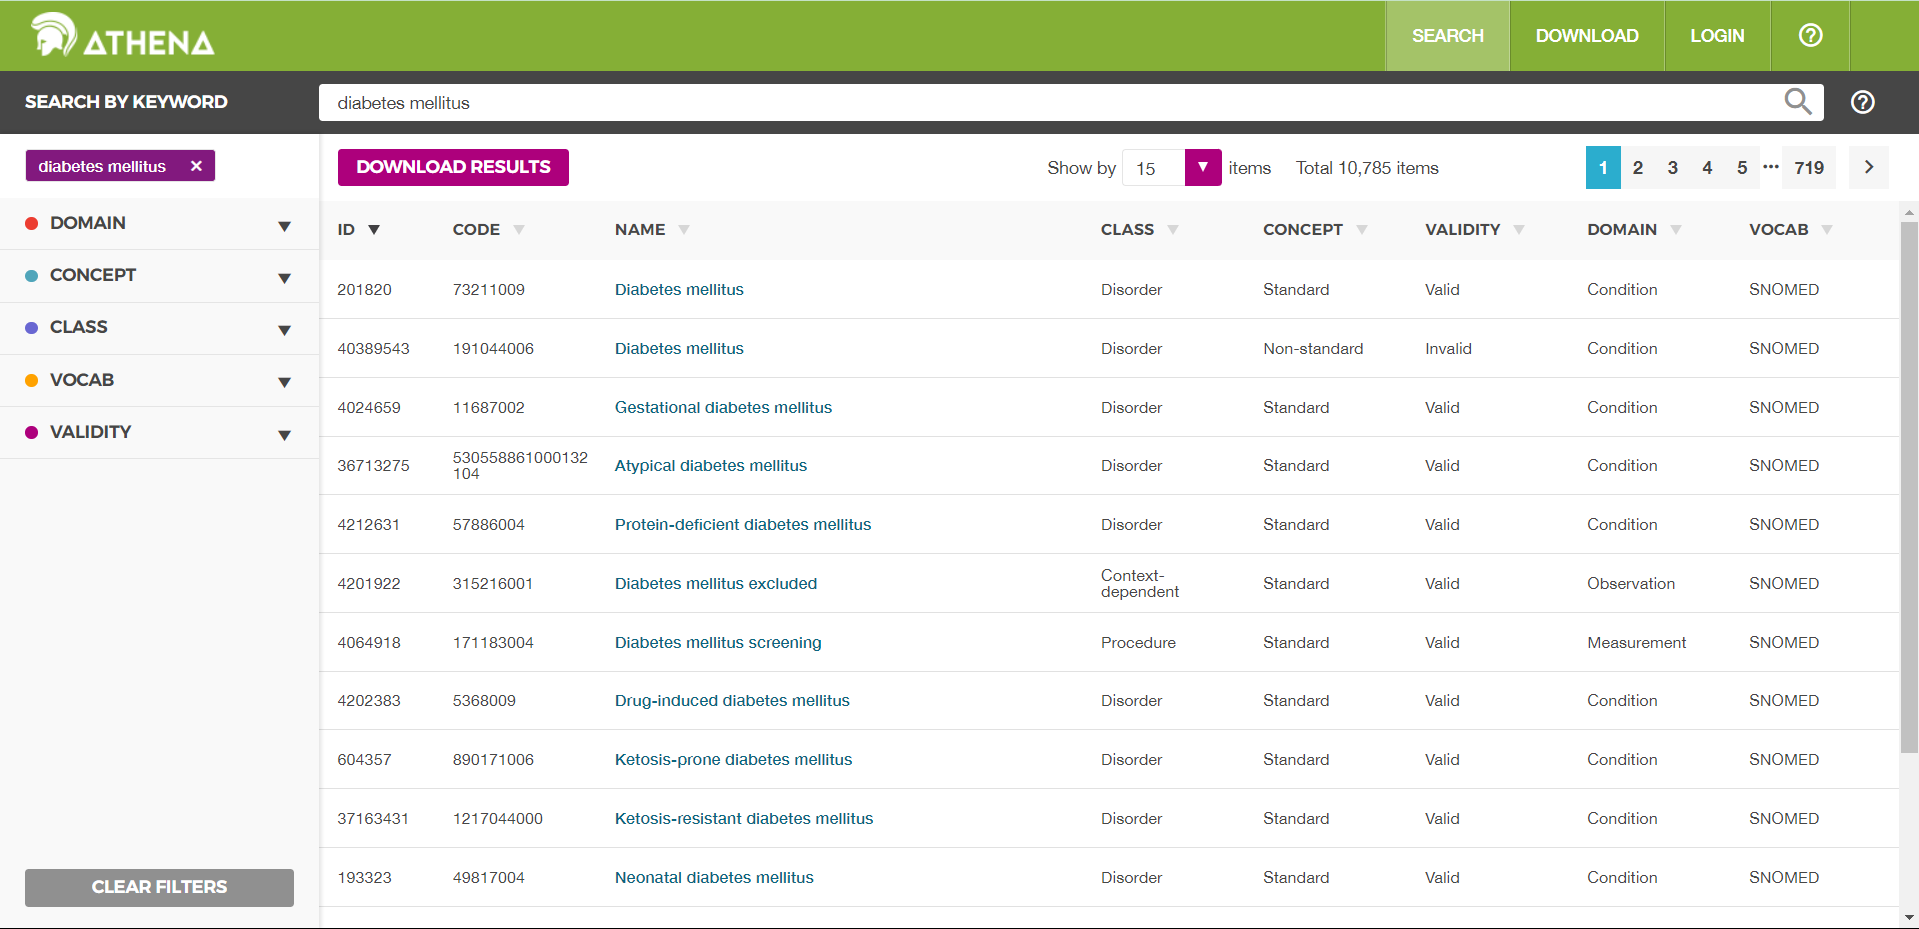 ATHENA
SEARCH
DOWNLOAD
LOGIN
SEARCH BY KEYWORD
diabetes mellitus
diabetes mellitus
DOWNLOAD RESULTS
Show by 15 items Total 10,785 items
1 2 3 4 5 ... 719
DOMAIN
CONCEPT
CLASS
VOCAB
VALIDITY
CLEAR FILTERS
ID CODE NAME CLASS CONCEPT VALIDITY DOMAIN VOCAB
201820 73211009 Diabetes mellitus Disorder Standard Valid Condition SNOMED
40389543 191044006 Diabetes mellitus Disorder Non-standard Invalid Condition SNOMED
4024659 11687002 Gestational diabetes mellitus Disorder Standard Valid Condition SNOMED
36713275 530558861000132
104 Atypical diabetes mellitus Disorder Standard Valid Condition SNOMED
4212631 57886004 Protein-deficient diabetes mellitus Disorder Standard Valid Condition SNOMED
4201922 315216001 Diabetes mellitus excluded Context-
dependent Standard Valid Observation SNOMED
4064918 171183004 Diabetes mellitus screening Procedure Standard Valid Measurement SNOMED
4202383 5368009 Drug-induced diabetes mellitus Disorder Standard Valid Condition SNOMED
604357 890171006 Ketosis-prone diabetes mellitus Disorder Standard Valid Condition SNOMED
37163431 1217044000 Ketosis-resistant diabetes mellitus Disorder Standard Valid Condition SNOMED
193323 49817004 Neonatal diabetes mellitus Disorder Standard Valid Condition SNOMED